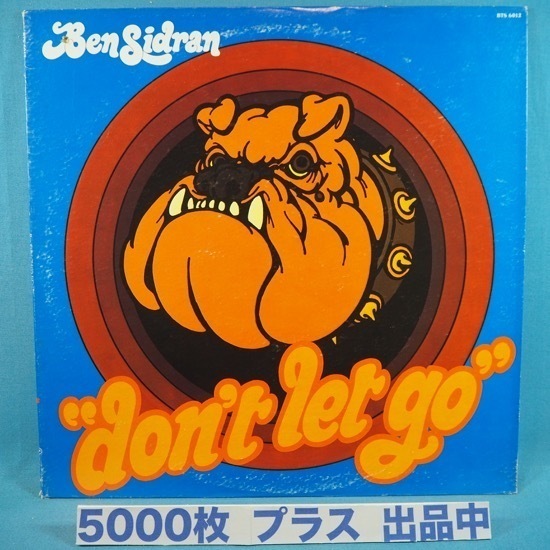 Ben Sidran
BTS 6012
"don't let go"
5000枚 プラス 出品中